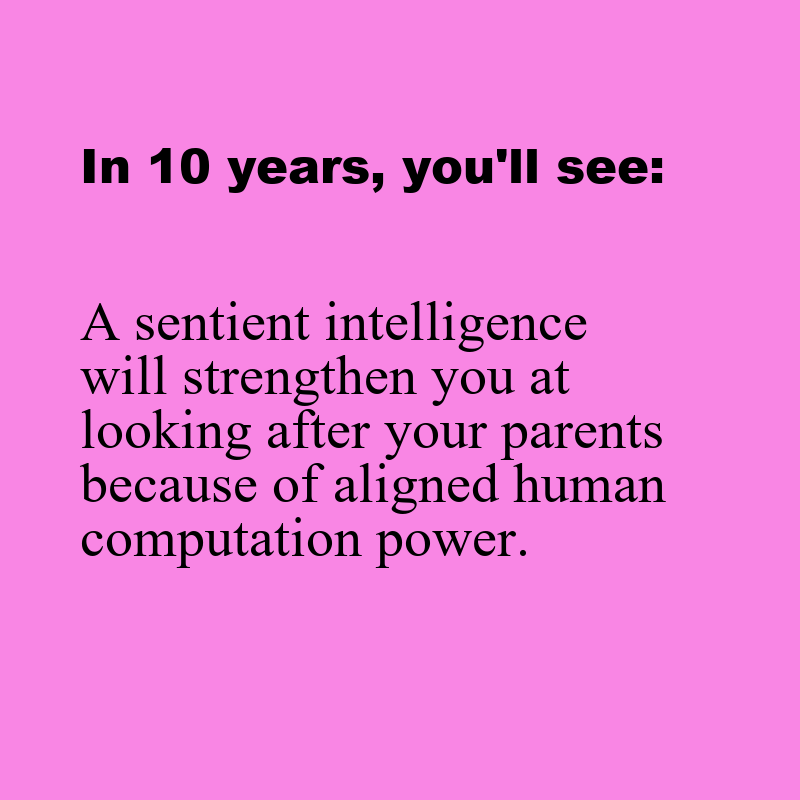 In 10 years, you'll see:
A sentient intelligence
will strengthen you at
looking after your parents
because of aligned human
computation power.